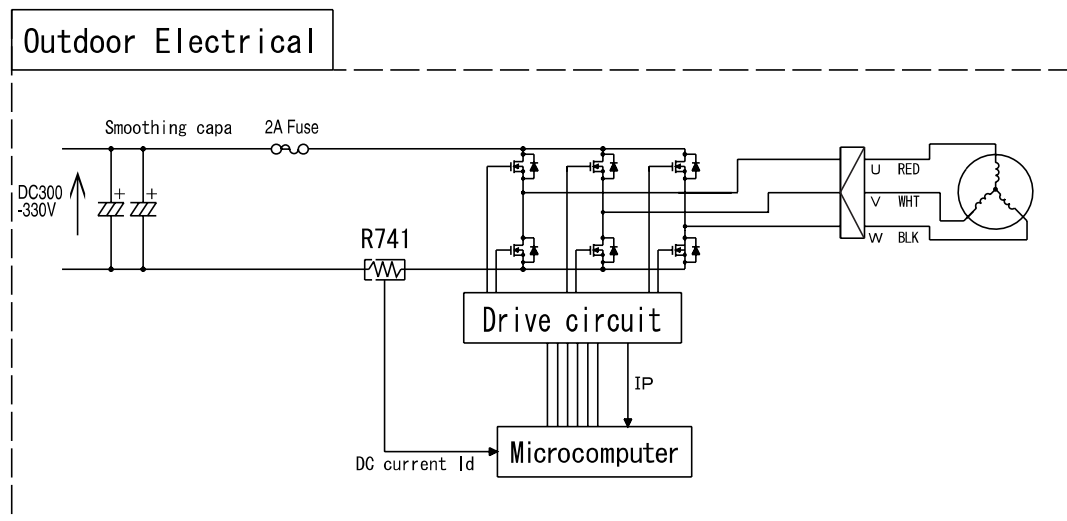 Outdoor Electrical
Smoothing capa
2A Fuse
+
+
DC300
-330V
R741
U RED
V WHT
W BLK
Drive circuit
IP
Microcomputer
DC current Id